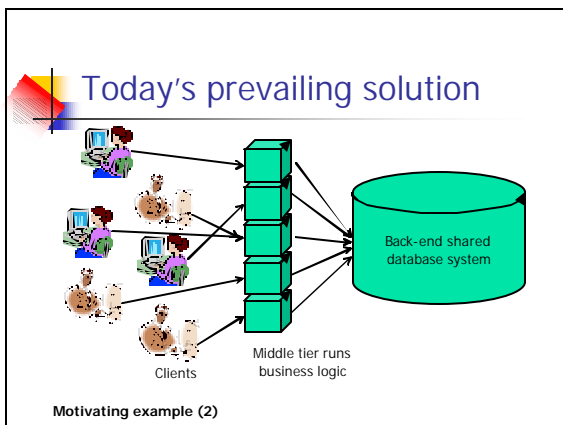 Today's prevailing solution
Back-end shared
database system
Middle tier runs
business logic
Clients
Motivating example (2)